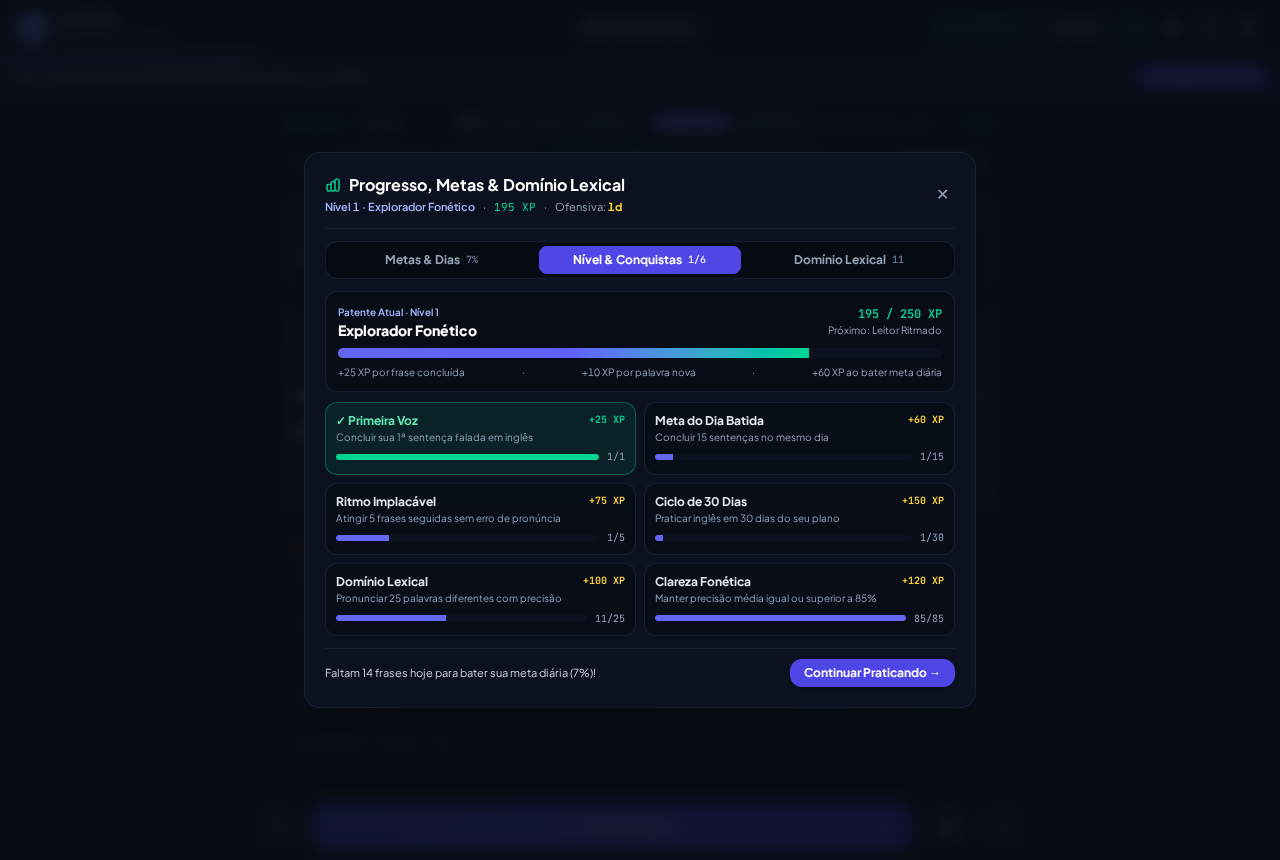 Progresso, Metas & Domínio Lexical
Nível 1 · Explorador Fonético · 195 XP · Ofensiva: 1d
✕
Metas & Dias 7%
Nível & Conquistas 1/6
Domínio Lexical 11
Patente Atual · Nível 1
195 / 250 XP
Explorador Fonético
Próximo: Leitor Ritmado
+25 XP por frase concluída · +10 XP por palavra nova · +60 XP ao bater meta diária
✓ Primeira Voz +25 XP
Concluir sua 1ª sentença falada em inglês
1/1
Meta do Dia Batida +60 XP
Concluir 15 sentenças no mesmo dia
1/15
Ritmo Implacável +75 XP
Atingir 5 frases seguidas sem erro de pronúncia
1/5
Ciclo de 30 Dias +150 XP
Praticar inglês em 30 dias do seu plano
1/30
Domínio Lexical +100 XP
Pronunciar 25 palavras diferentes com precisão
11/25
Clareza Fonética +120 XP
Manter precisão média igual ou superior a 85%
85/85
Faltam 14 frases hoje para bater sua meta diária (7%)!
Continuar Praticando →